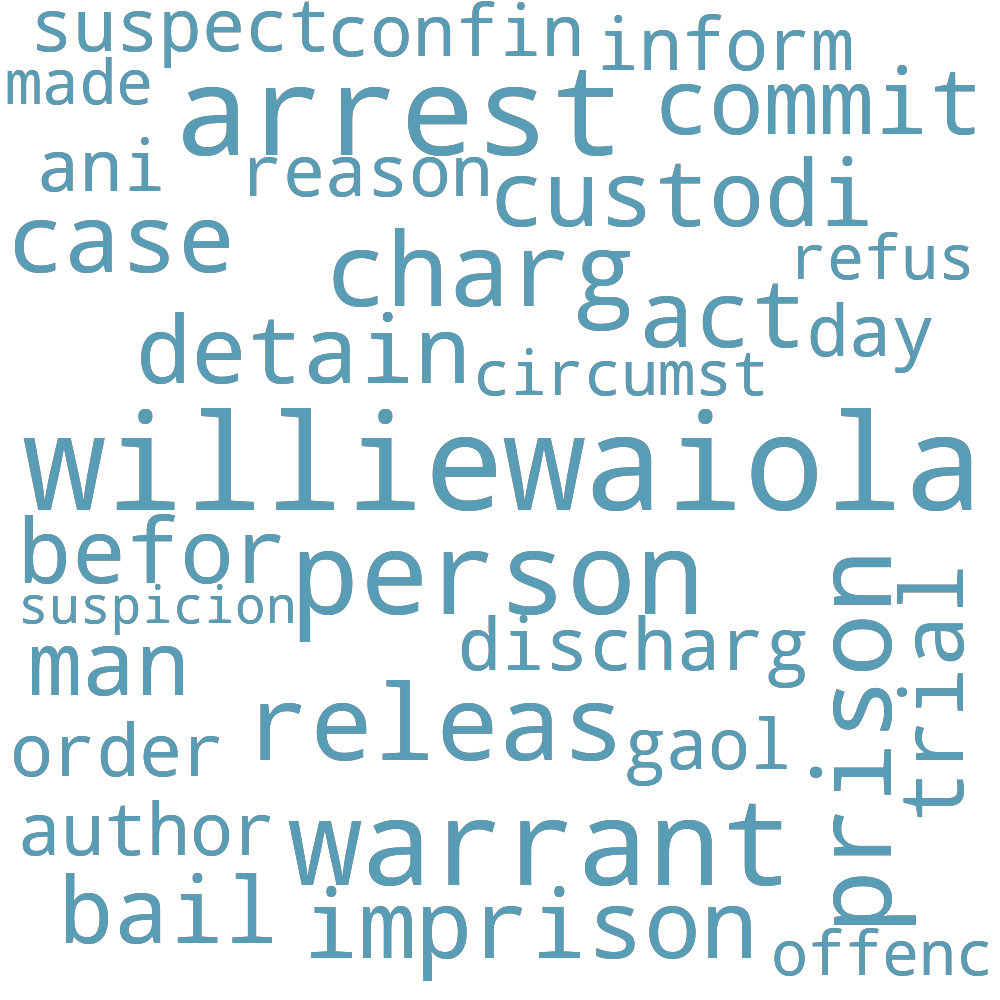 suspect confin inform
made arrest commit
ani reason custodi
case charg refus
detain act day
circumst
williewaiola
befor person prison trial
suspicion
man discharg
order releas gaol
author warrant
bail imprison offenc